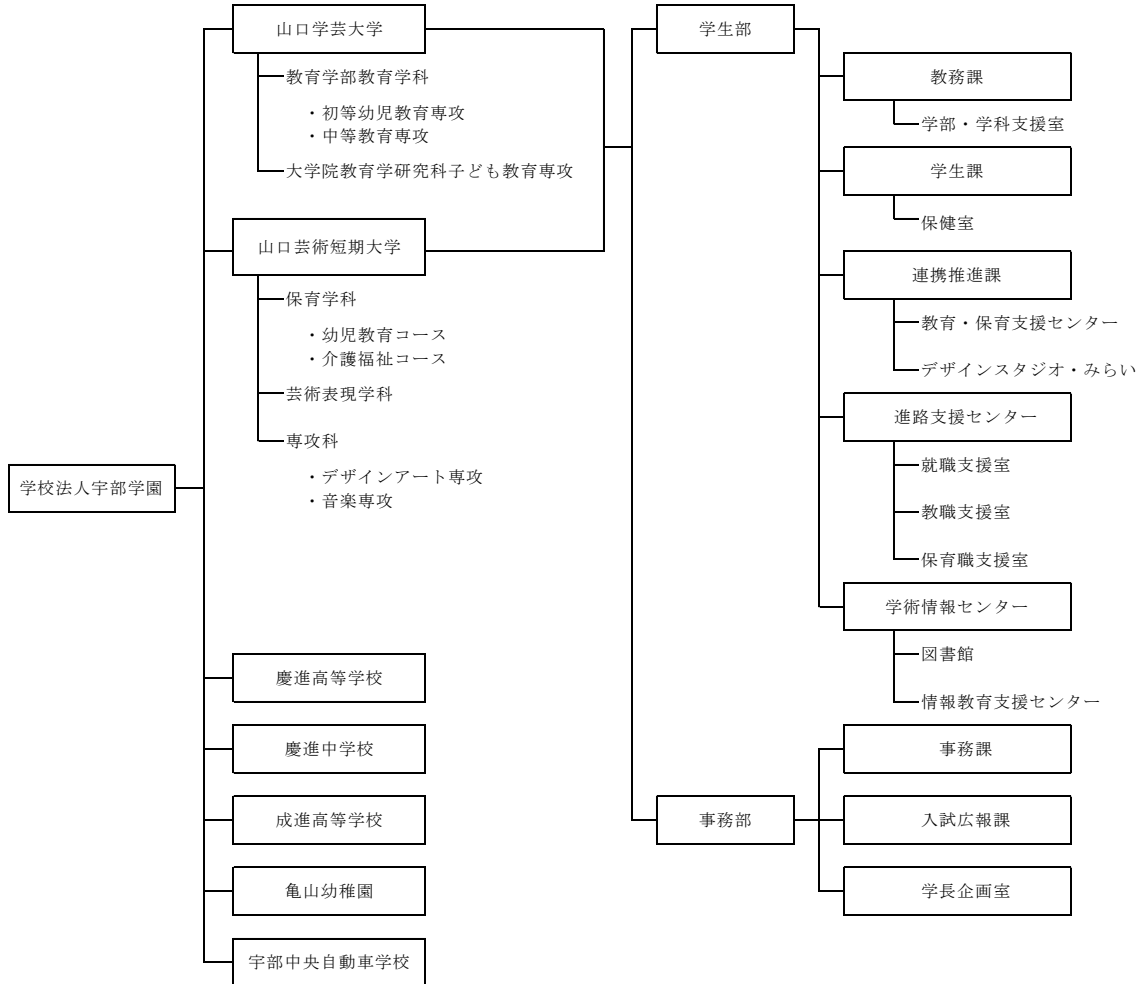 学校法人宇部学園
山口学芸大学
教育学部教育学科
・初等幼児教育専攻
・中等教育専攻
大学院教育学研究科子ども教育専攻
山口芸術短期大学
保育学科
・幼児教育コース
・介護福祉コース
芸術表現学科
専攻科
・デザインアート専攻
・音楽専攻
慶進高等学校
慶進中学校
成進高等学校
亀山幼稚園
宇部中央自動車学校
学生部
教務課
学部・学科支援室
学生課
保健室
連携推進課
教育・保育支援センター
デザインスタジオ・みらい
進路支援センター
就職支援室
教職支援室
保育職支援室
学術情報センター
図書館
情報教育支援センター
事務部
事務課
入試広報課
学長企画室